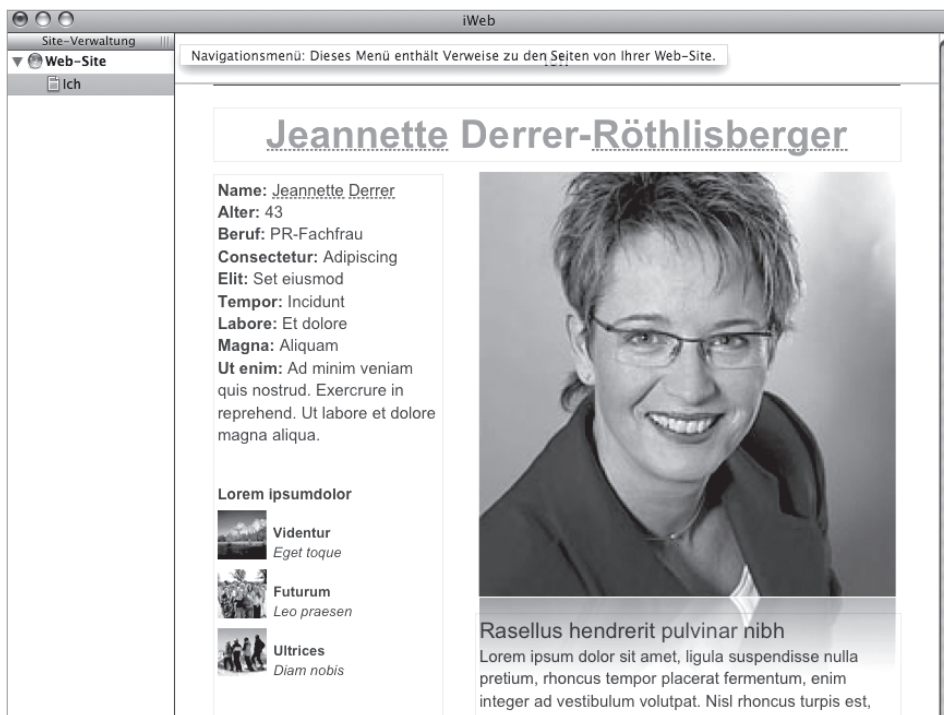 iWeb
Site-Verwaltung
Web-Site
Ich
Navigationsmenü: Dieses Menü enthält Verweise zu den Seiten von Ihrer Web-Site.
Jeannette Derrer-Röthlisberger
Name: Jeannette Derrer
Alter: 43
Beruf: PR-Fachfrau
Consectetur: Adipiscing
Elit: Set eiusmod
Tempor: Incidunt
Labore: Et dolore
Magna: Aliquam
Ut enim: Ad minim veniam
quis nostrud. Exercrure in
reprehend. Ut labore et dolore
magna aliqua.
Lorem ipsumdolor
Videntur
Eget toque
Futurum
Leo praesen
Ultrices
Diam nobis
Rasellus hendrerit pulvinar nibh
Lorem ipsum dolor sit amet, ligula suspendisse nulla
pretium, rhoncus tempor placerat fermentum, enim
integer ad vestibulum volutpat. Nisl rhoncus turpis est,